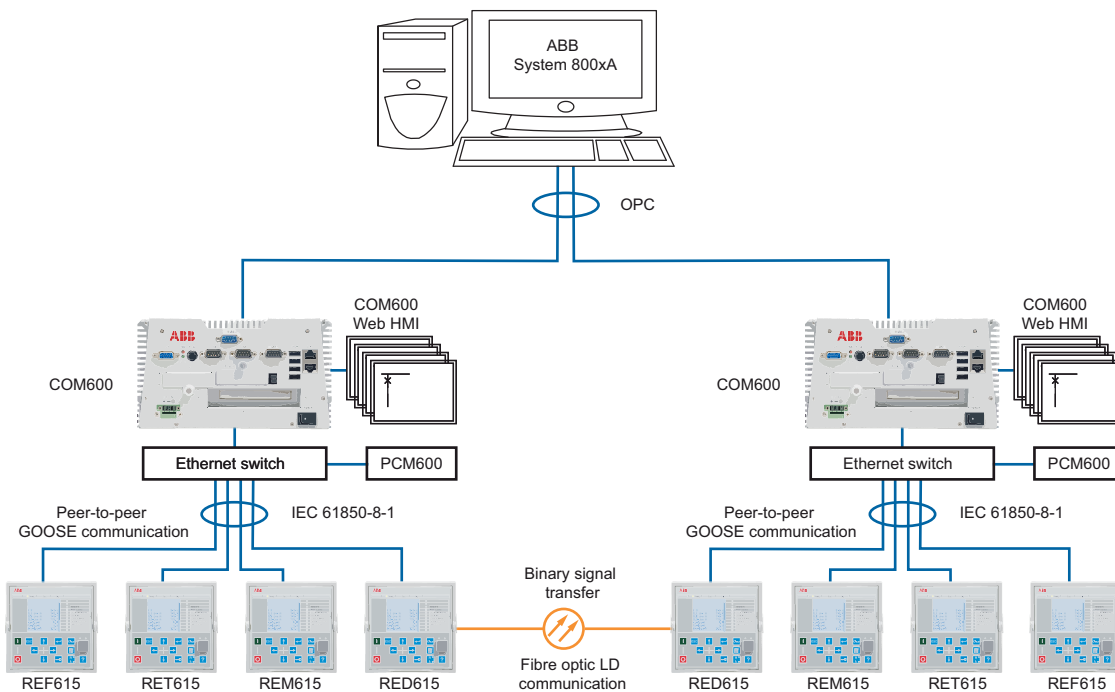 ABB
System 800xA
OPC
COM600
Web HMI
ABB
COM600
Ethernet switch
PCM600
Peer-to-peer
GOOSE communication
IEC 61850-8-1
COM600
Web HMI
ABB
COM600
Ethernet switch
PCM600
Peer-to-peer
GOOSE communication
IEC 61850-8-1
Binary signal
transfer
Fibre optic LD
communication
REF615
RET615
REM615
RED615
RED615
REM615
RET615
REF615